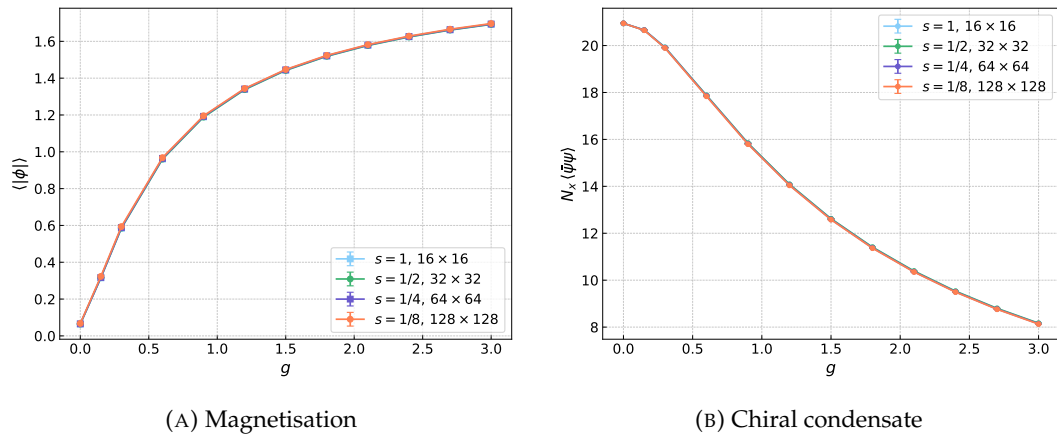 1.6
1.4
1.2
1.0
0.8
0.6
0.4
0.2
0.0
⟨|ϕ|⟩
s = 1, 16 × 16
s = 1/2, 32 × 32
s = 1/4, 64 × 64
s = 1/8, 128 × 128
0.0 0.5 1.0 1.5 2.0 2.5 3.0
g
(A) Magnetisation
20
18
16
14
12
10
8
Nₓ ⟨ψ̄ψ⟩
s = 1, 16 × 16
s = 1/2, 32 × 32
s = 1/4, 64 × 64
s = 1/8, 128 × 128
0.0 0.5 1.0 1.5 2.0 2.5 3.0
g
(B) Chiral condensate